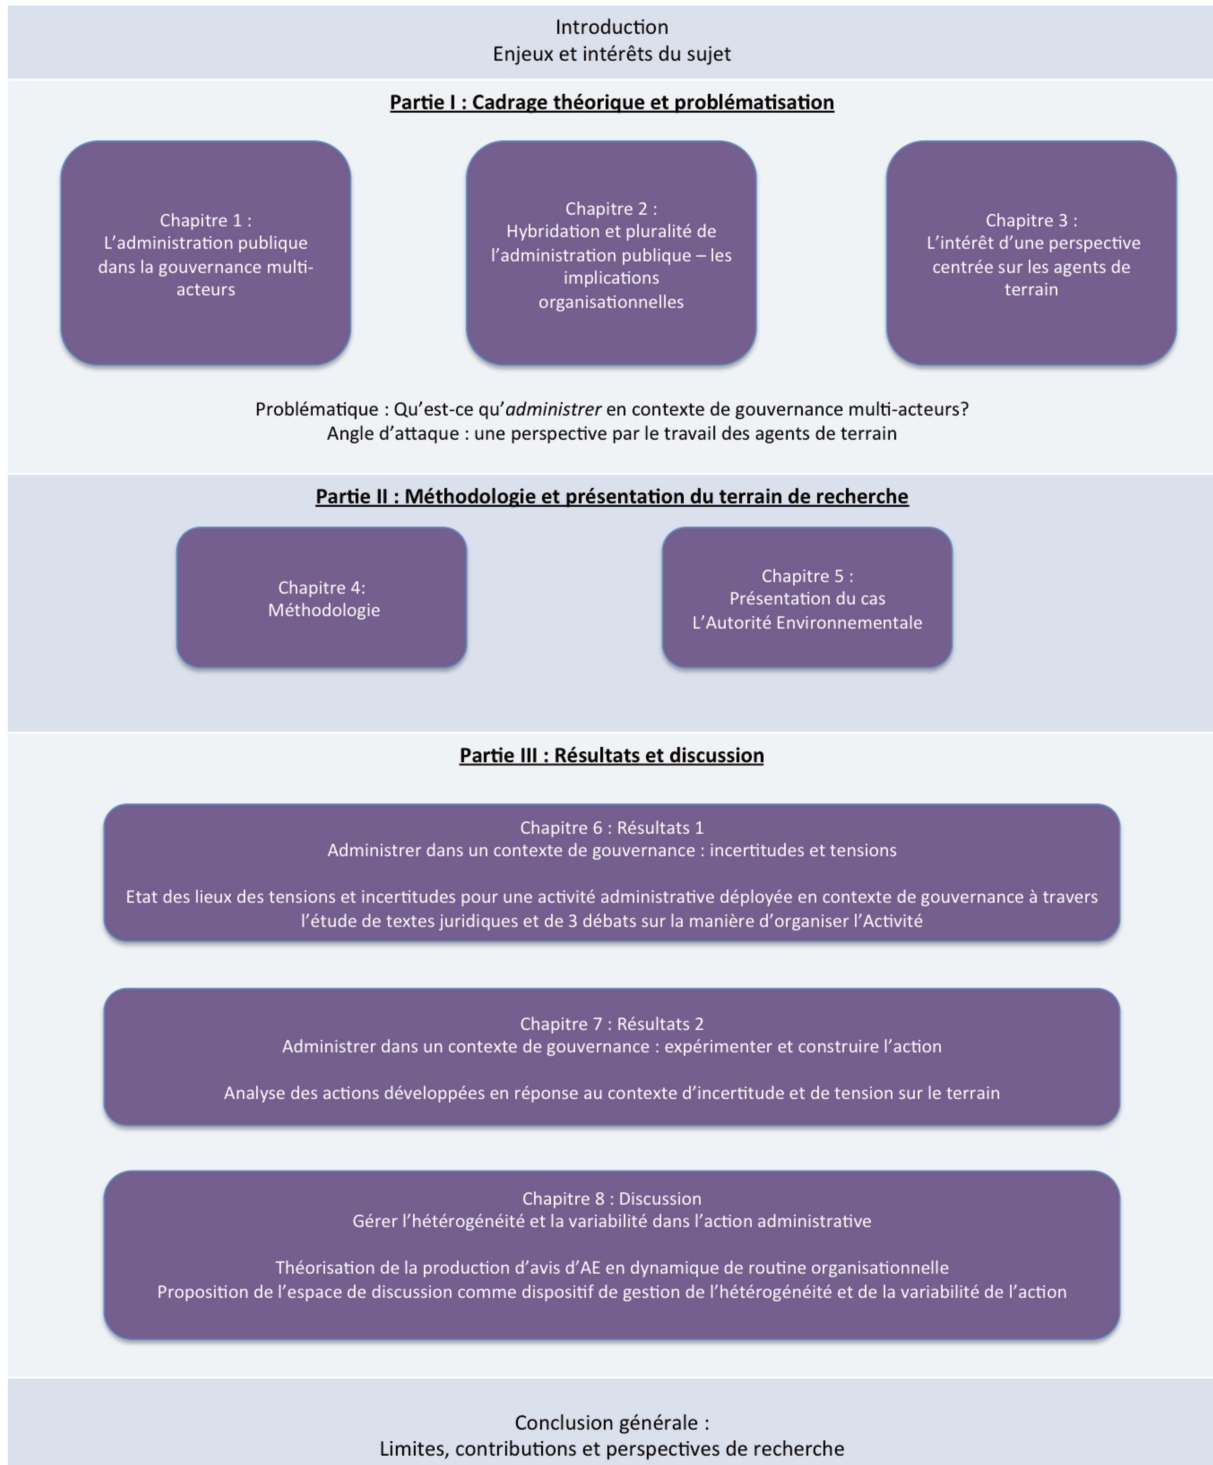 Introduction
Enjeux et intérêts du sujet
Partie I : Cadrage théorique et problématisation
Chapitre 1 :
L’administration publique
dans la gouvernance multi-
acteurs
Chapitre 2 :
Hybridation et pluralité de
l’administration publique – les
implications
organisationnelles
Chapitre 3 :
L’intérêt d’une perspective
centrée sur les agents de
terrain
Problématique : Qu’est-ce qu’administrer en contexte de gouvernance multi-acteurs?
Angle d’attaque : une perspective par le travail des agents de terrain
Partie II : Méthodologie et présentation du terrain de recherche
Chapitre 4:
Méthodologie
Chapitre 5 :
Présentation du cas
L’Autorité Environnementale
Partie III : Résultats et discussion
Chapitre 6 : Résultats 1
Administrer dans un contexte de gouvernance : incertitudes et tensions
Etat des lieux des tensions et incertitudes pour une activité administrative déployée en contexte de gouvernance à travers
l’étude de textes juridiques et de 3 débats sur la manière d’organiser l’Activité
Chapitre 7 : Résultats 2
Administrer dans un contexte de gouvernance : expérimenter et construire l’action
Analyse des actions développées en réponse au contexte d’incertitude et de tension sur le terrain
Chapitre 8 : Discussion
Gérer l’hétérogénéité et la variabilité dans l’action administrative
Théorisation de la production d’avis d’AE en dynamique de routine organisationnelle
Proposition de l’espace de discussion comme dispositif de gestion de l’hétérogénéité et de la variabilité de l’action
Conclusion générale :
Limites, contributions et perspectives de recherche